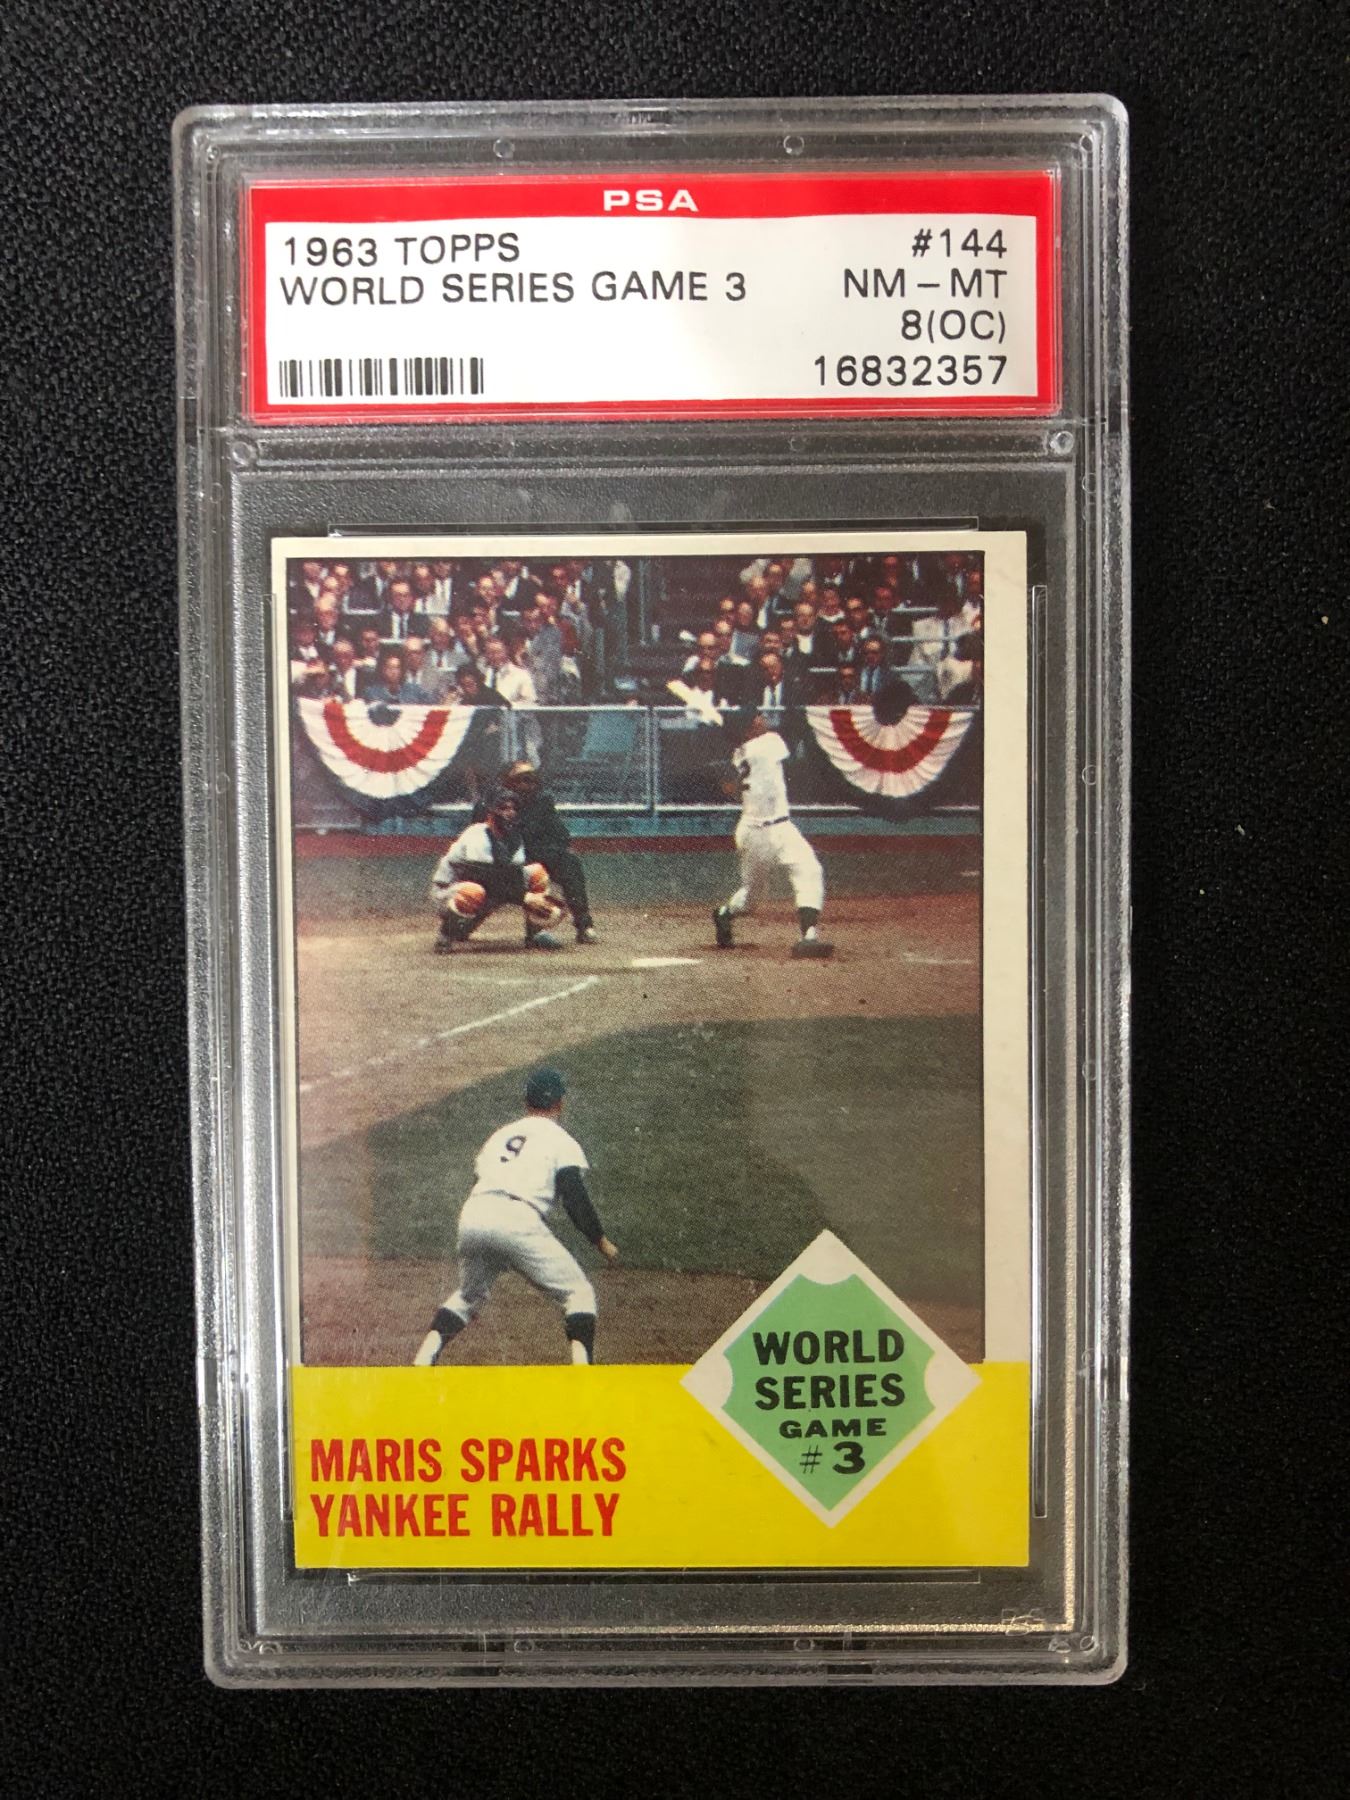 PSA
1963 TOPPS #144
WORLD SERIES GAME 3 NM-MT
8(OC)
16832357
2
9
WORLD
SERIES
GAME
#3
MARIS SPARKS
YANKEE RALLY